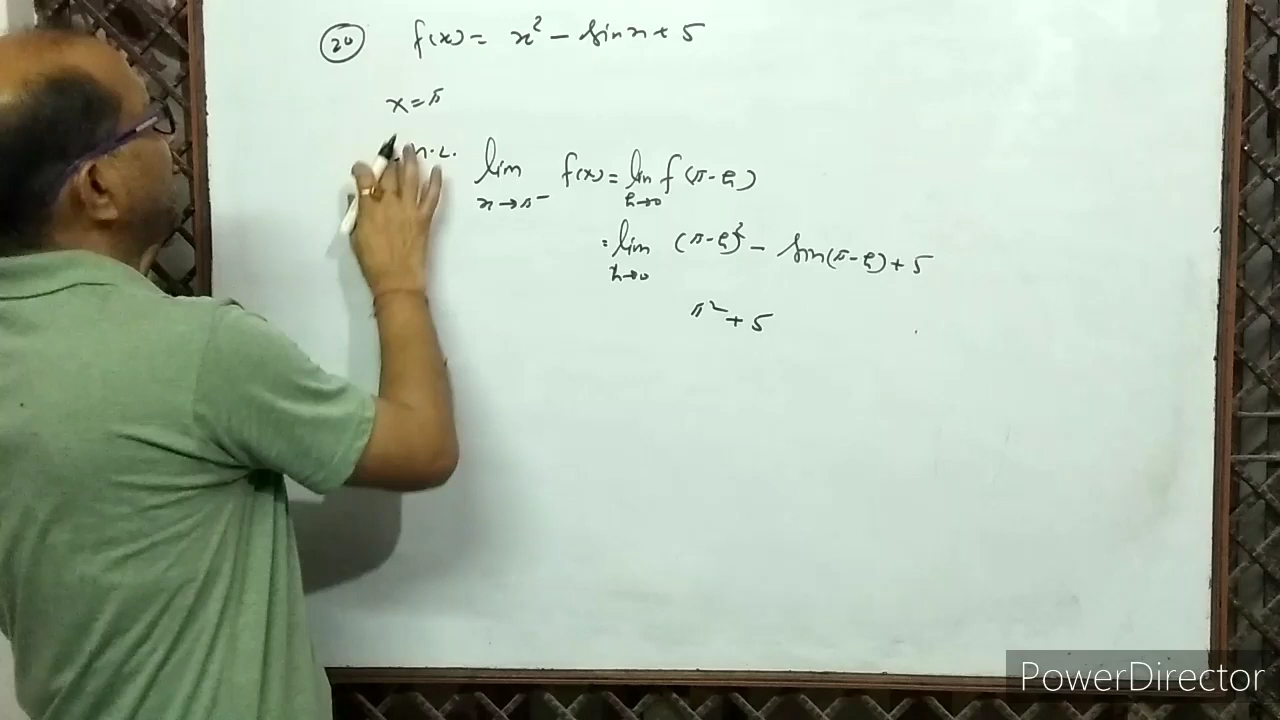 20 f(x) = x² - sin x + 5
x = π
.H.L. lim x→π⁻ f(x) = lim h→0 f(π-h)
= lim h→0 (π-h)² - sin(π-h) + 5
π² + 5
PowerDirector